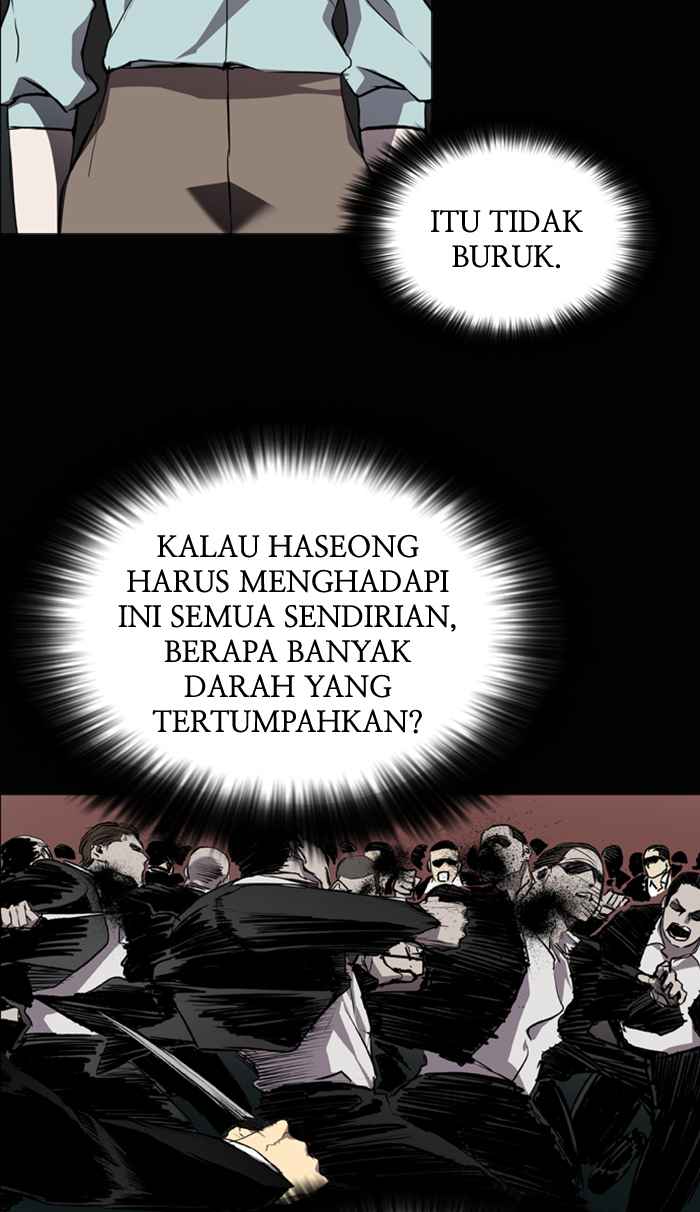 ITU TIDAK
BURUK.
KALAU HASEONG
HARUS MENGHADAPI
INI SEMUA SENDIRIAN,
BERAPA BANYAK
DARAH YANG
TERTUMPAHKAN?